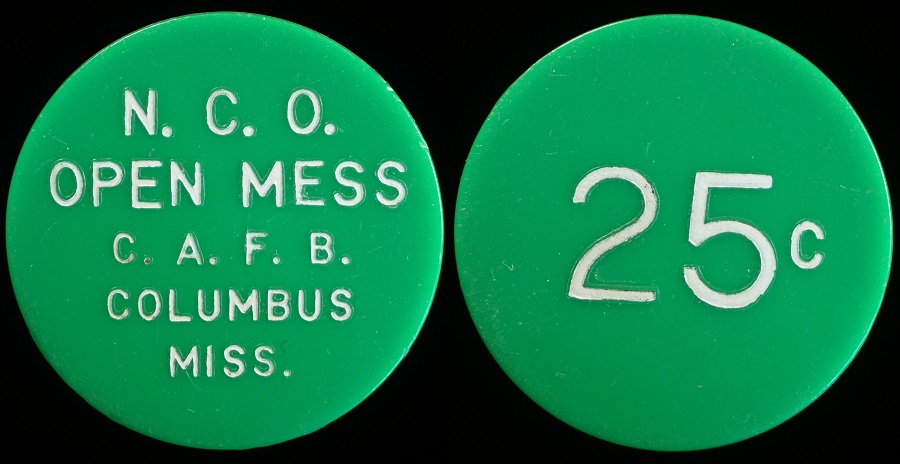 N. C. O.
OPEN MESS
C. A. F. B.
COLUMBUS
MISS.
25c